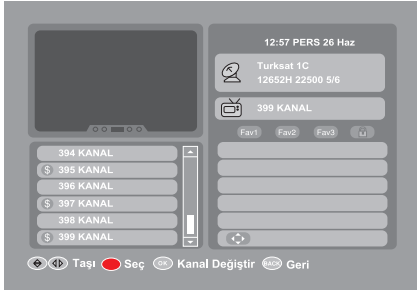 12:57 PERS 26 Haz
Turksat 1C
12652H 22500 5/6
399 KANAL
Fav1 Fav2 Fav3
394 KANAL
$ 395 KANAL
396 KANAL
$ 397 KANAL
398 KANAL
$ 399 KANAL
Taşı Seç OK Kanal Değiştir BACK Geri